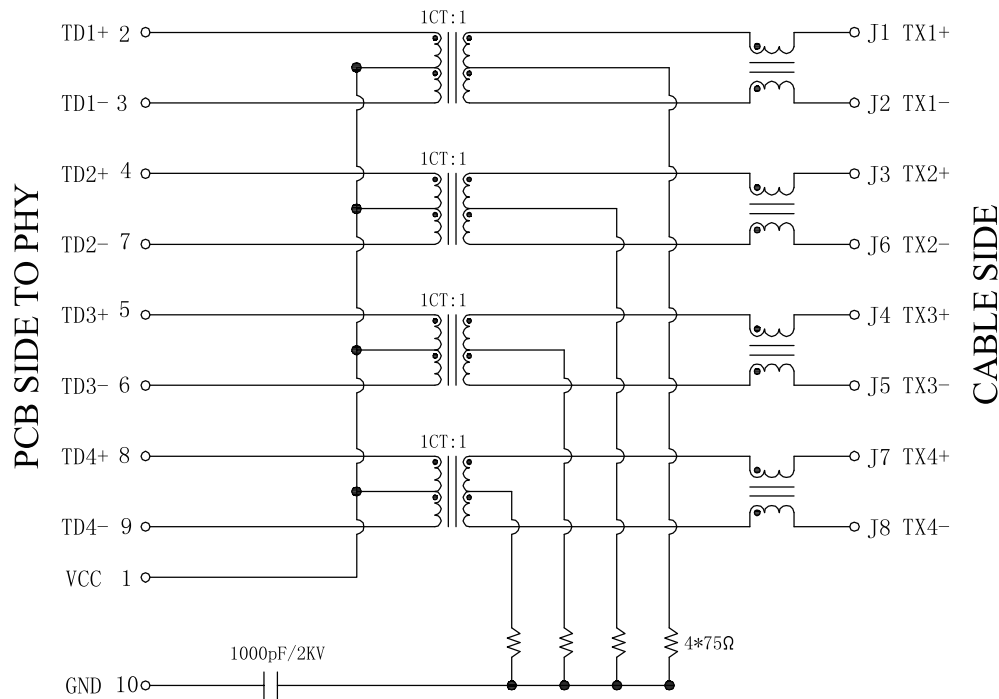 1CT:1
TD1+ 2
J1 TX1+
TD1- 3
J2 TX1-
1CT:1
TD2+ 4
J3 TX2+
TD2- 7
J6 TX2-
1CT:1
TD3+ 5
J4 TX3+
TD3- 6
J5 TX3-
1CT:1
TD4+ 8
J7 TX4+
TD4- 9
J8 TX4-
VCC 1
4*75Ω
1000pF/2KV
GND 10
PCB SIDE TO PHY
CABLE SIDE